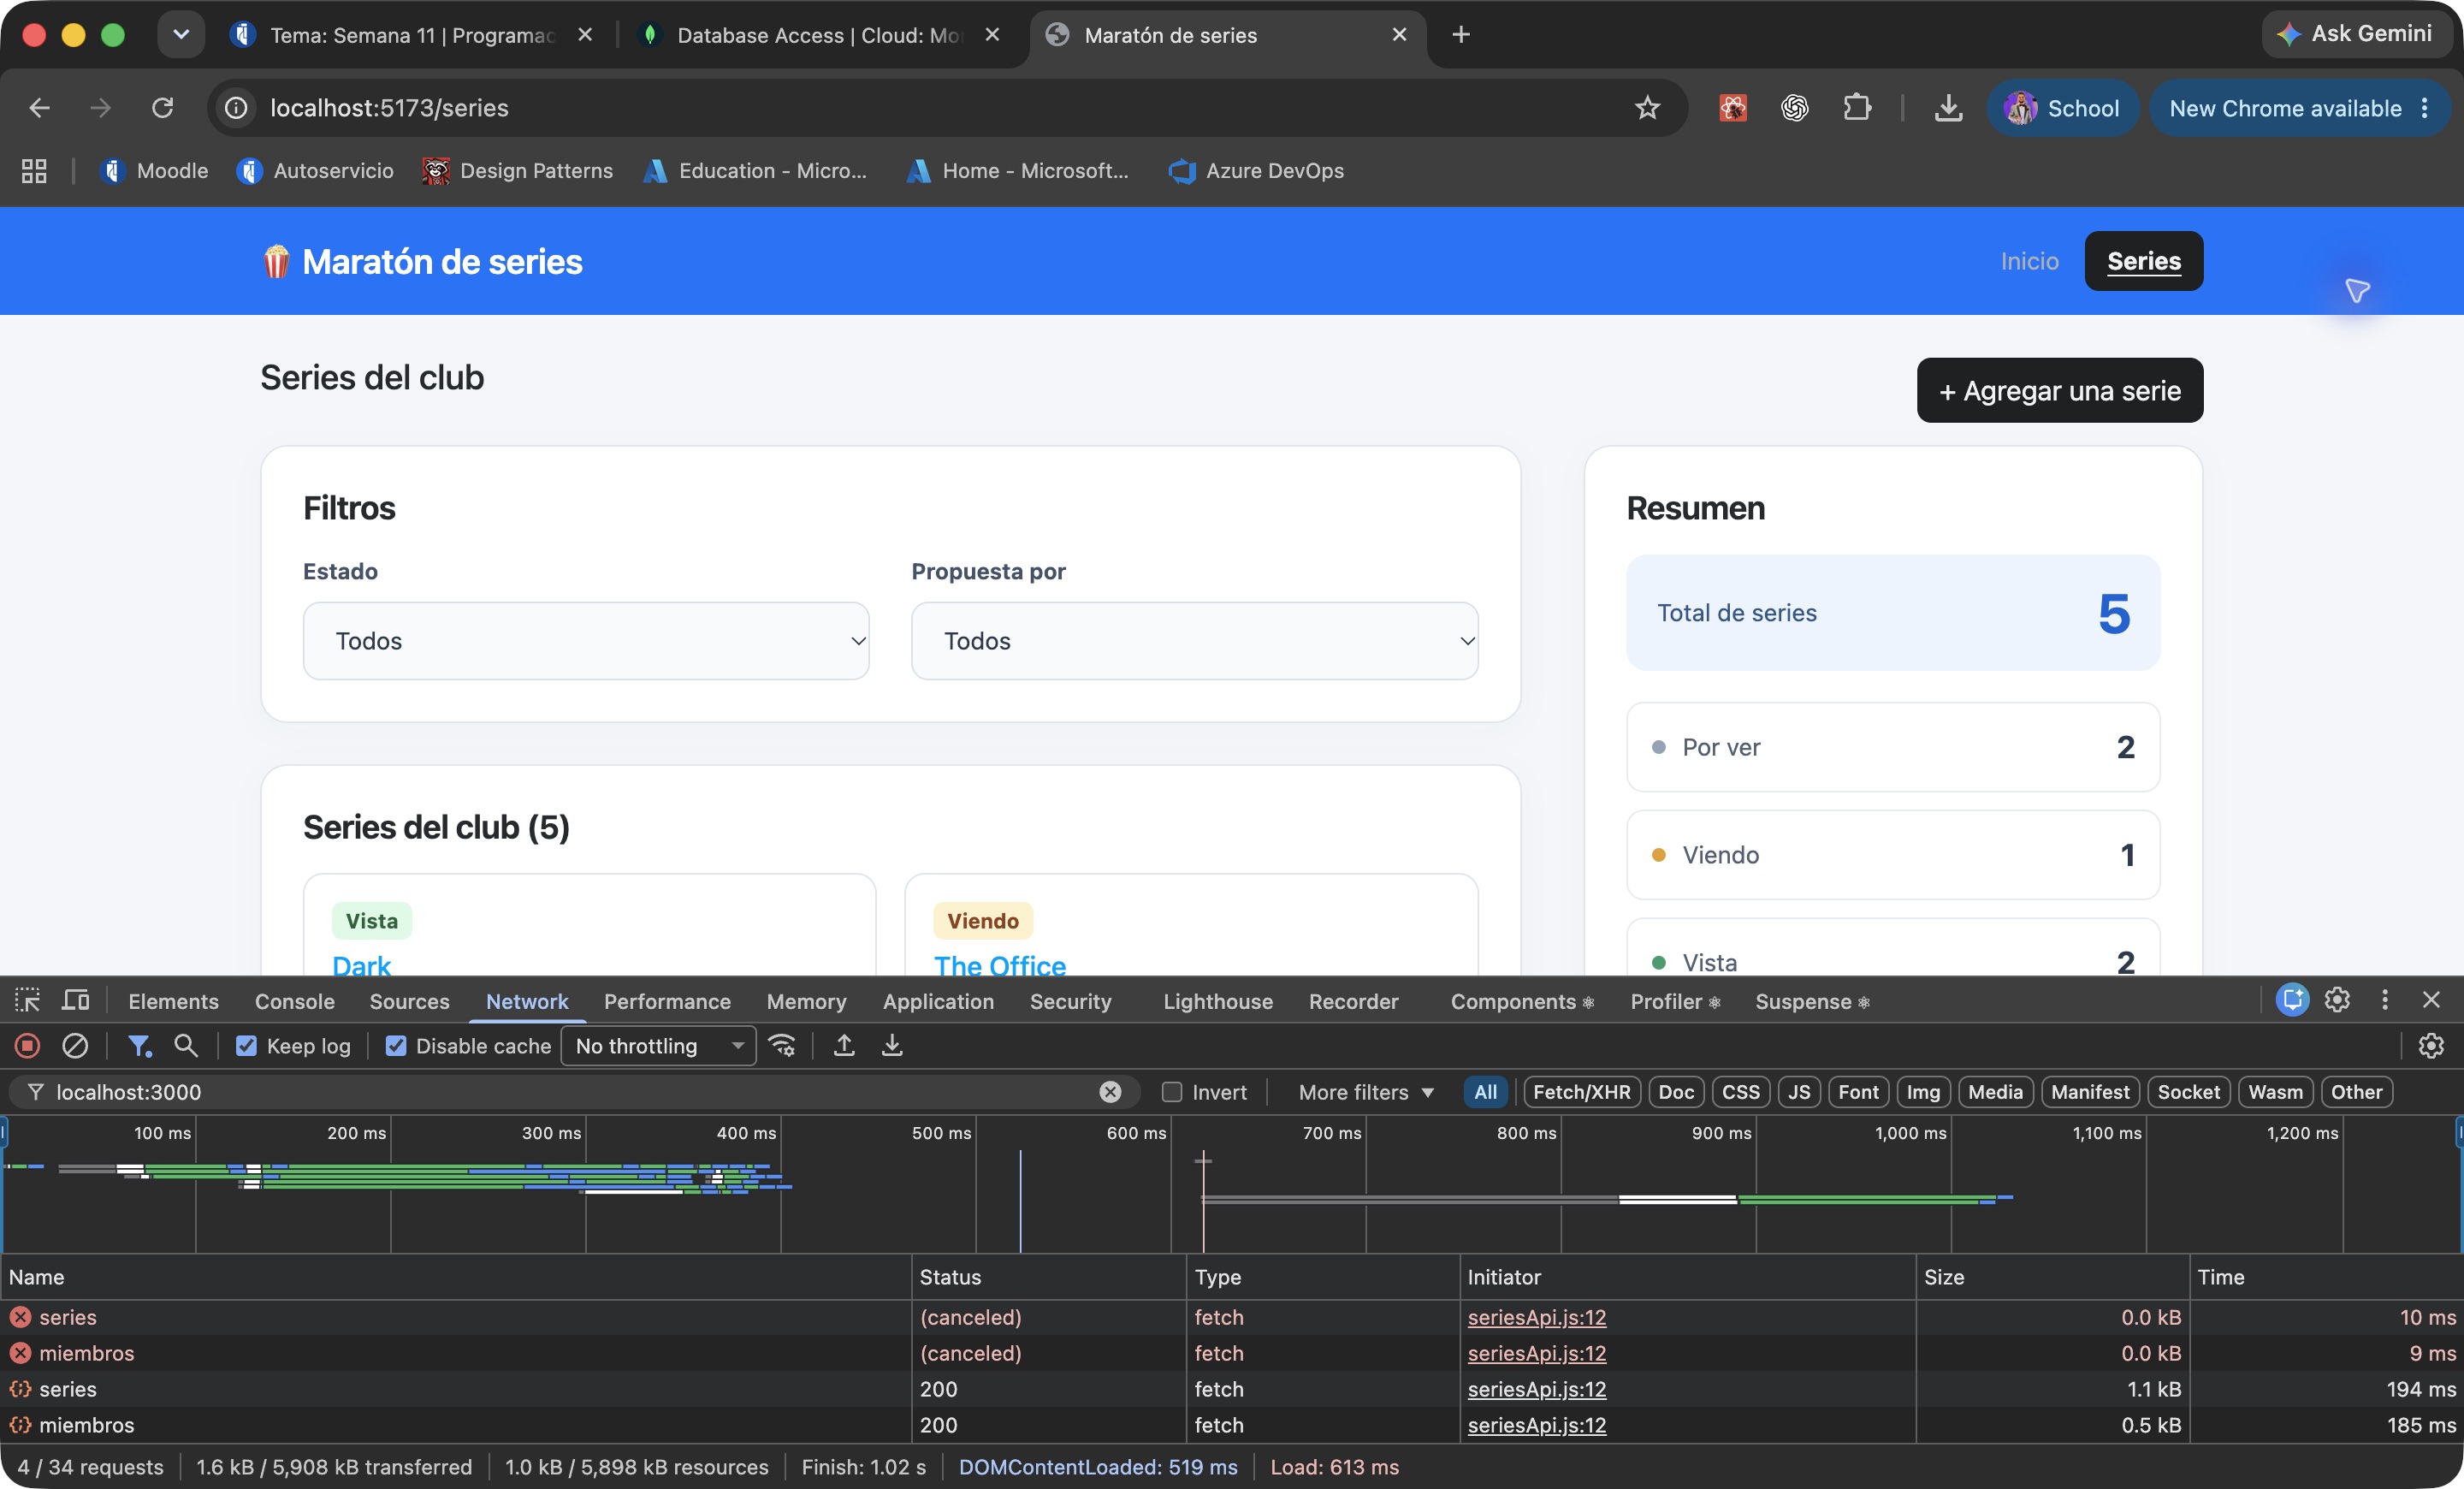 Tema: Semana 11 | Programac
Database Access | Cloud: Mo
Maratón de series
Ask Gemini
localhost:5173/series
School
New Chrome available
Moodle
Autoservicio
Design Patterns
Education - Micro...
Home - Microsoft...
Azure DevOps
Maratón de series
Inicio
Series
Series del club
+ Agregar una serie
Filtros
Estado
Propuesta por
Todos
Todos
Resumen
Total de series
5
Por ver
2
Viendo
1
Vista
2
Series del club (5)
Vista
Dark
Viendo
The Office
Elements
Console
Sources
Network
Performance
Memory
Application
Security
Lighthouse
Recorder
Components ⚛
Profiler ⚛
Suspense ⚛
Keep log
Disable cache
No throttling
localhost:3000
Invert
More filters
All
Fetch/XHR
Doc
CSS
JS
Font
Img
Media
Manifest
Socket
Wasm
Other
100 ms
200 ms
300 ms
400 ms
500 ms
600 ms
700 ms
800 ms
900 ms
1,000 ms
1,100 ms
1,200 ms
Name Status Type Initiator Size Time
series (canceled) fetch seriesApi.js:12 0.0 kB 10 ms
miembros (canceled) fetch seriesApi.js:12 0.0 kB 9 ms
series 200 fetch seriesApi.js:12 1.1 kB 194 ms
miembros 200 fetch seriesApi.js:12 0.5 kB 185 ms
4 / 34 requests
1.6 kB / 5,908 kB transferred
1.0 kB / 5,898 kB resources
Finish: 1.02 s
DOMContentLoaded: 519 ms
Load: 613 ms